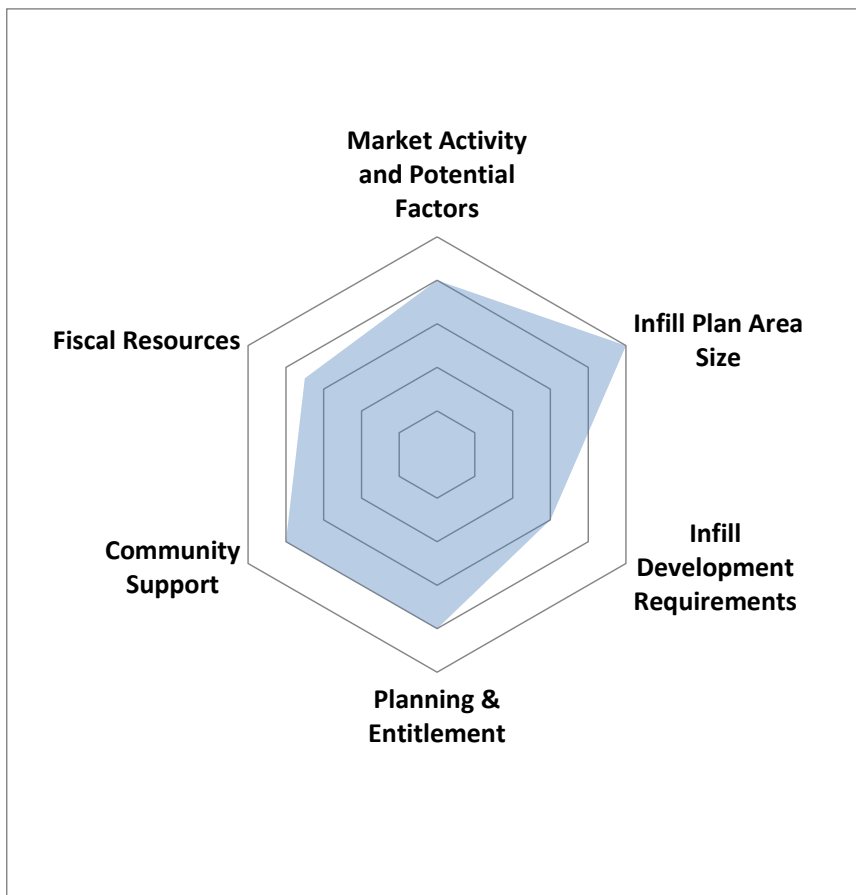 Market Activity
and Potential
Factors
Fiscal Resources
Infill Plan Area
Size
Community
Support
Infill
Development
Requirements
Planning &
Entitlement